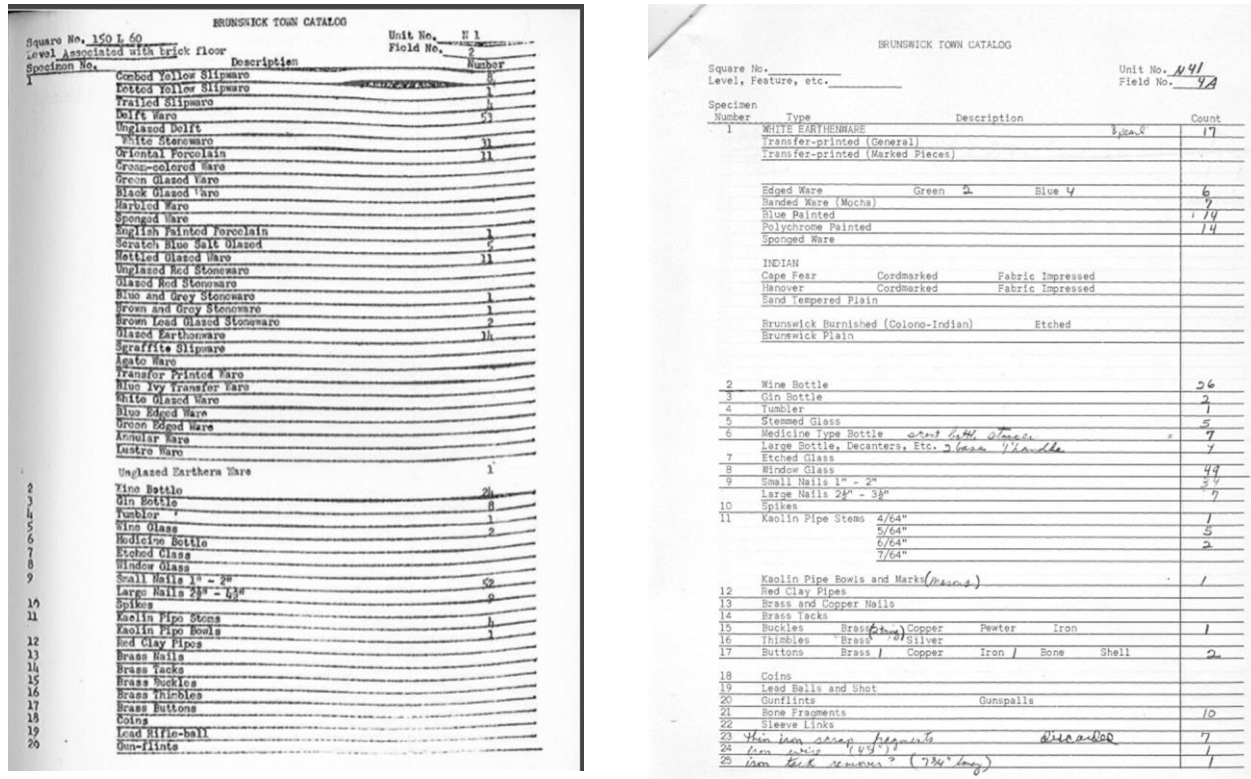 BRUNSWICK TOWN CATALOG
Square No. 150 L 60 Unit No. N 1
Level Associated with brick floor Field No. 2
Specimen No. Description Number
1 Combed Yellow Slipware 8
Dotted Yellow Slipware 1
Trailed Slipware 4
Delft Ware 53
Unglazed Delft
White Stoneware 31
Oriental Porcelain 11
Cream-colored Ware
Green Glazed Ware
Black Glazed Ware
Marbled Ware
Sponged Ware
English Painted Porcelain 1
Scratch Blue Salt Glazed 5
Mottled Glazed Ware 11
Unglazed Red Stoneware
Glazed Red Stoneware
Blue and Grey Stoneware 1
Brown and Grey Stoneware 1
Brown Lead Glazed Stoneware 2
Glazed Earthonware 14
Sgraffito Slipware
Agato Ware
Transfer Printed Ware
Blue Ivy Transfer Ware
White Glazed Ware
Blue Edged Ware
Green Edged Ware
Annular Ware
Lustro Ware
Unglazed Earthern Ware 1
2 Wine Bottle 24
3 Gin Bottle 8
4 Tumbler 1
5 Wine Glass 2
6 Medicine Bottle
7 Etched Glass
8 Window Glass
9 Small Nails 1" - 2" 52
Large Nails 2½" - 4½" 9
10 Spikes
11 Kaolin Pipe Stems 4
Kaolin Pipe Bowls 1
12 Red Clay Pipes
13 Brass Nails
14 Brass Tacks
15 Brass Buckles
16 Brass Thimbles
17 Brass Buttons
18 Coins
19 Lead Rifle-ball
20 Gun-flints
BRUNSWICK TOWN CATALOG
Square No. Unit No. N41
Level, Feature, etc. Field No. 4A
Specimen
Number Type Description Count
1 WHITE EARTHENWARE pearl 17
Transfer-printed (General)
Transfer-printed (Marked Pieces)
Edged Ware Green 2 Blue 4 6
Banded Ware (Mocha) 7
Blue Painted 14
Polychrome Painted 14
Sponged Ware
INDIAN
Cape Fear Cordmarked Fabric Impressed
Hanover Cordmarked Fabric Impressed
Sand Tempered Plain
Brunswick Burnished (Colono-Indian) Etched
Brunswick Plain
2 Wine Bottle 26
3 Gin Bottle 2
4 Tumbler 1
5 Stemmed Glass 5
6 Medicine Type Bottle 7
Large Bottle, Decanters, Etc. 2 bases 4 handle 7
7 Etched Glass
8 Window Glass 49
9 Small Nails 1" - 2" 34
Large Nails 2½" - 3½" 7
10 Spikes
11 Kaolin Pipe Stems 4/64" 1
5/64" 5
6/64" 2
7/64"
Kaolin Pipe Bowls and Marks (masons) 1
12 Red Clay Pipes
13 Brass and Copper Nails
14 Brass Tacks
15 Buckles Brass Copper Pewter Iron 1
16 Thimbles Brass Silver
17 Buttons Brass 1 Copper Iron 1 Bone Shell 2
18 Coins
19 Lead Balls and Shot
20 Gunflints Gunspalls
21 Bone Fragments 10
22 Sleeve Links
23 thin iron scrap fragments discarded 7
24 iron wire (4½") 1
25 iron tack remover? (7¾" long) 1